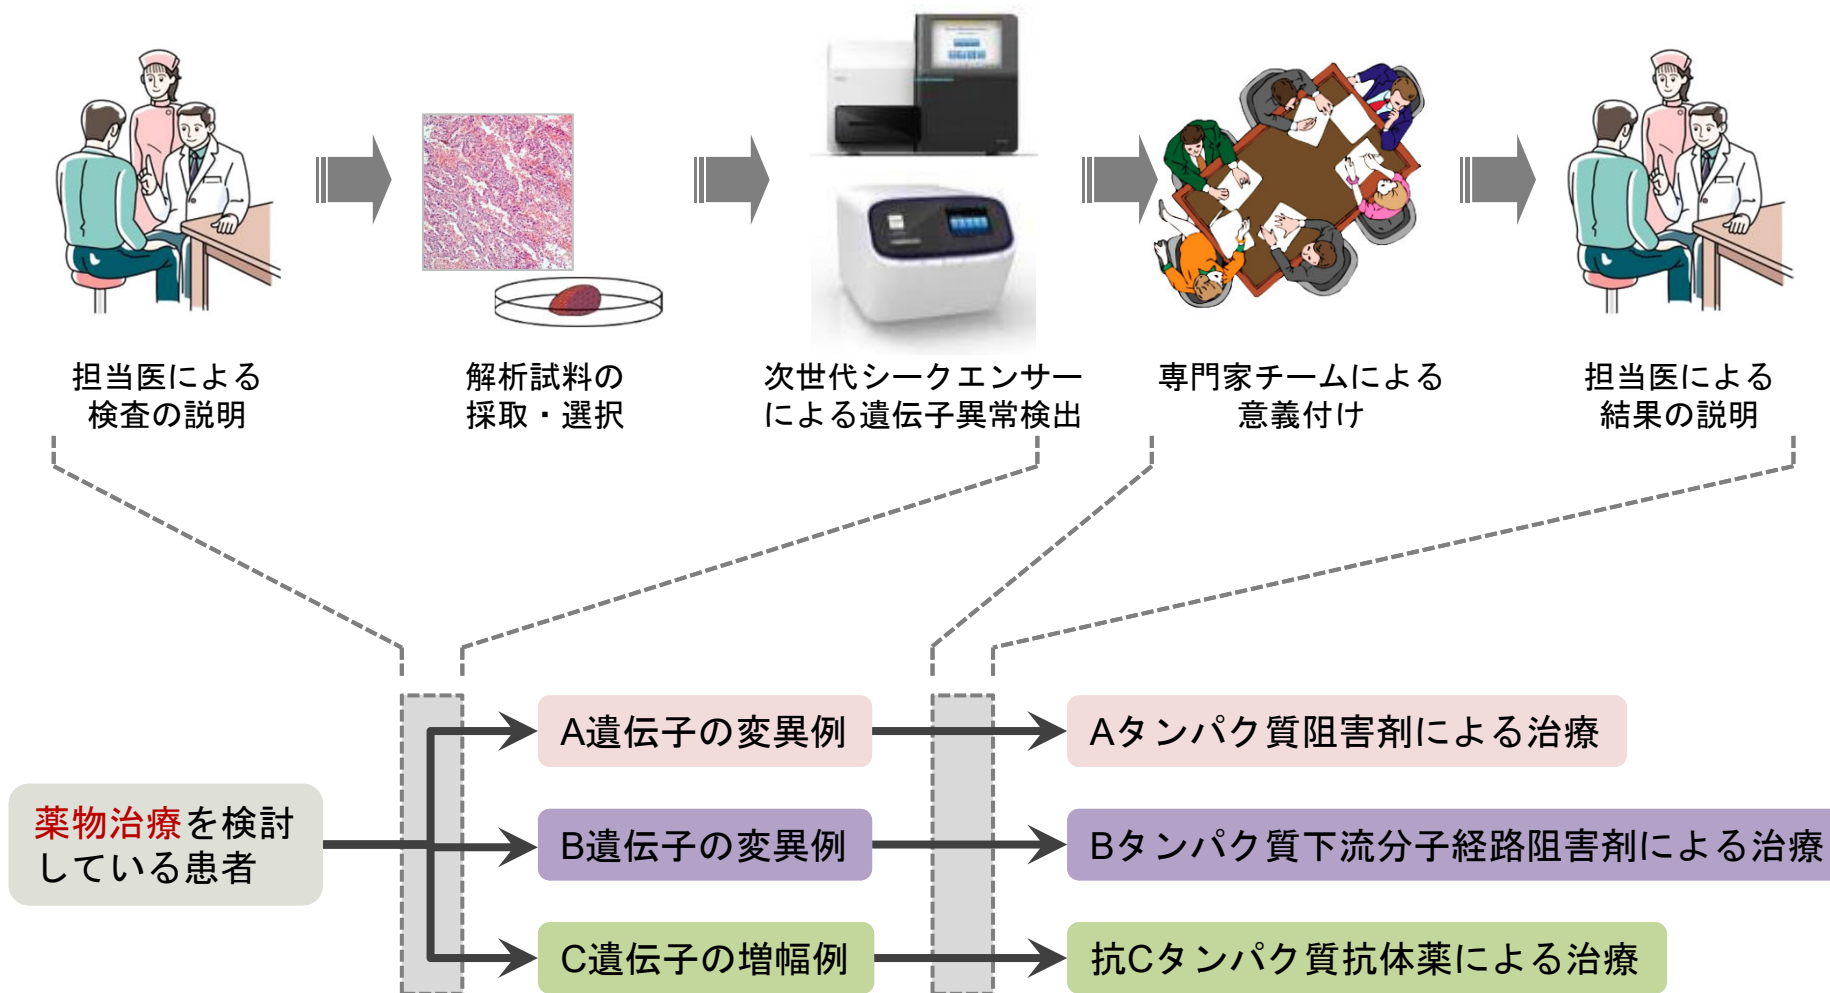 担当医による
検査の説明
解析試料の
採取・選択
次世代シークエンサー
による遺伝子異常検出
専門家チームによる
意義付け
担当医による
結果の説明
薬物治療を検討
している患者
A遺伝子の変異例
Aタンパク質阻害剤による治療
B遺伝子の変異例
Bタンパク質下流分子経路阻害剤による治療
C遺伝子の増幅例
抗Cタンパク質抗体薬による治療